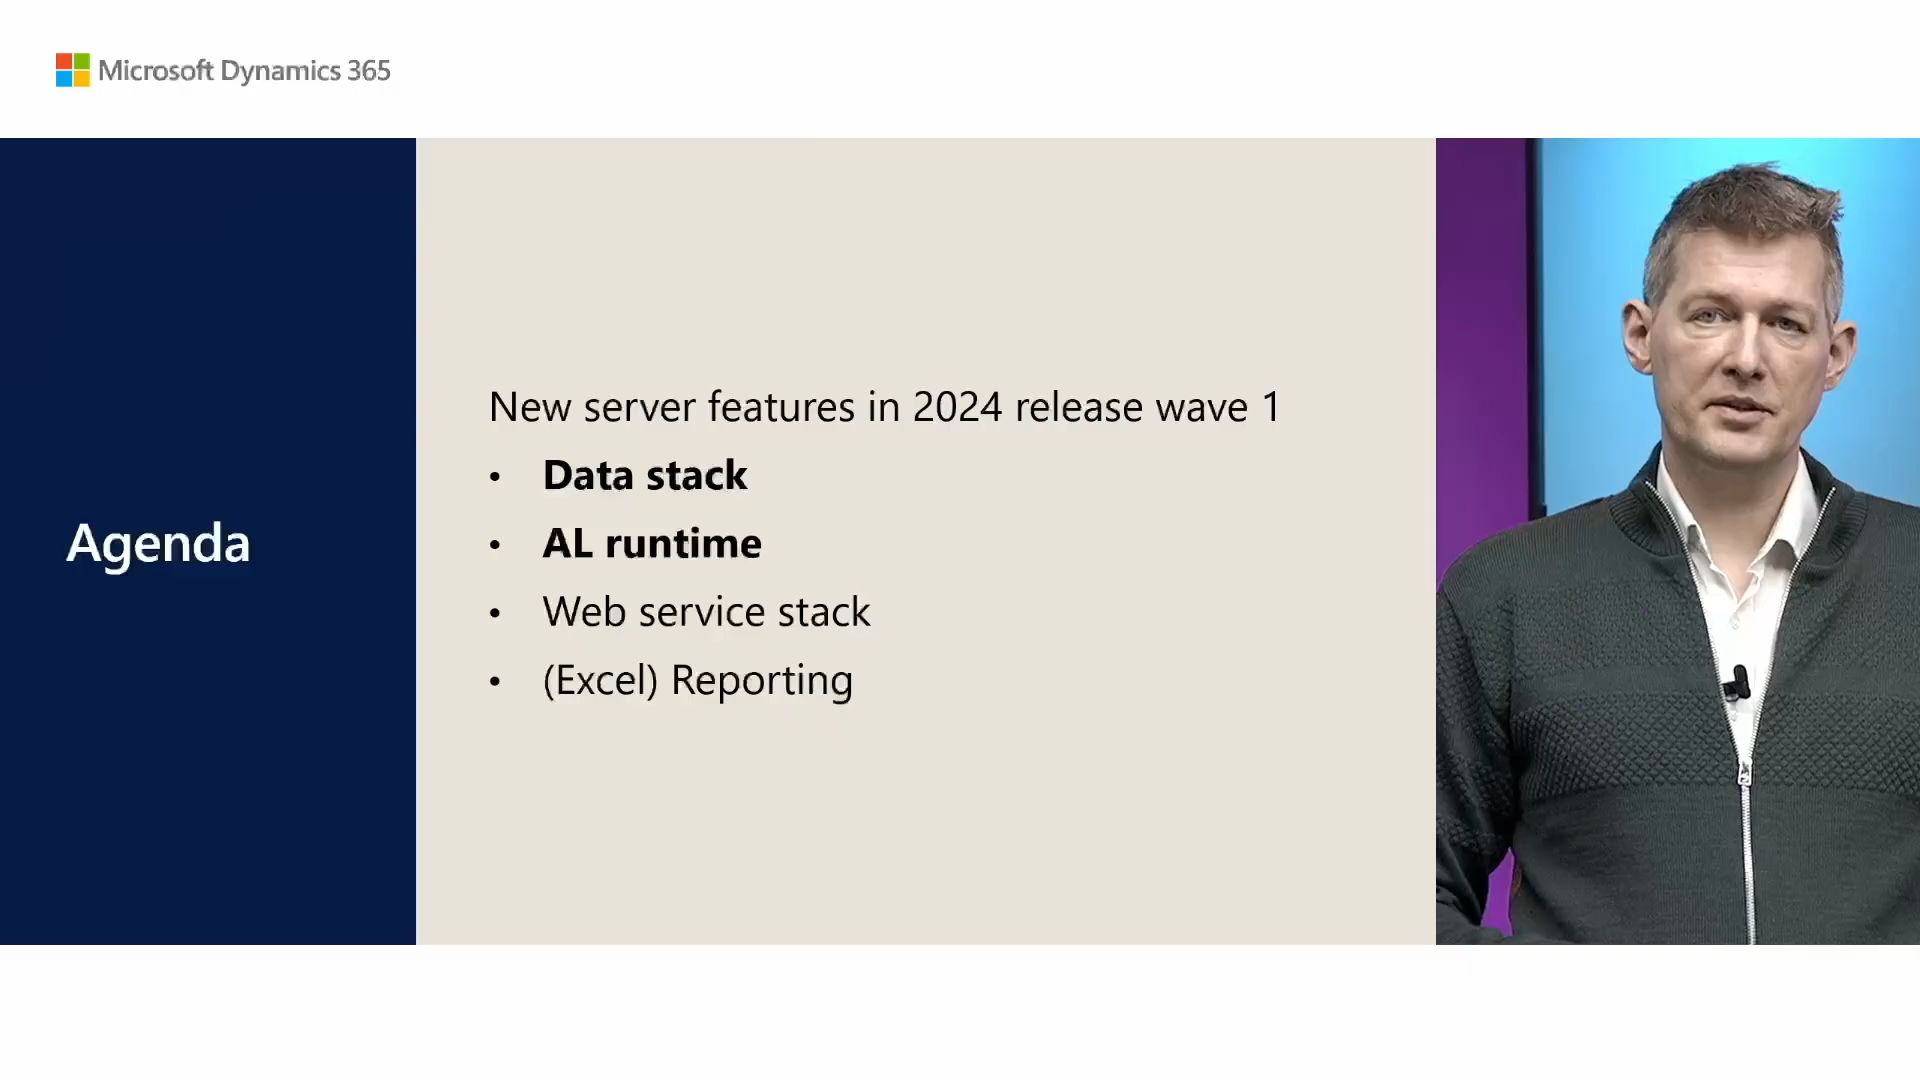 Microsoft Dynamics 365
Agenda
New server features in 2024 release wave 1
• Data stack
• AL runtime
• Web service stack
• (Excel) Reporting